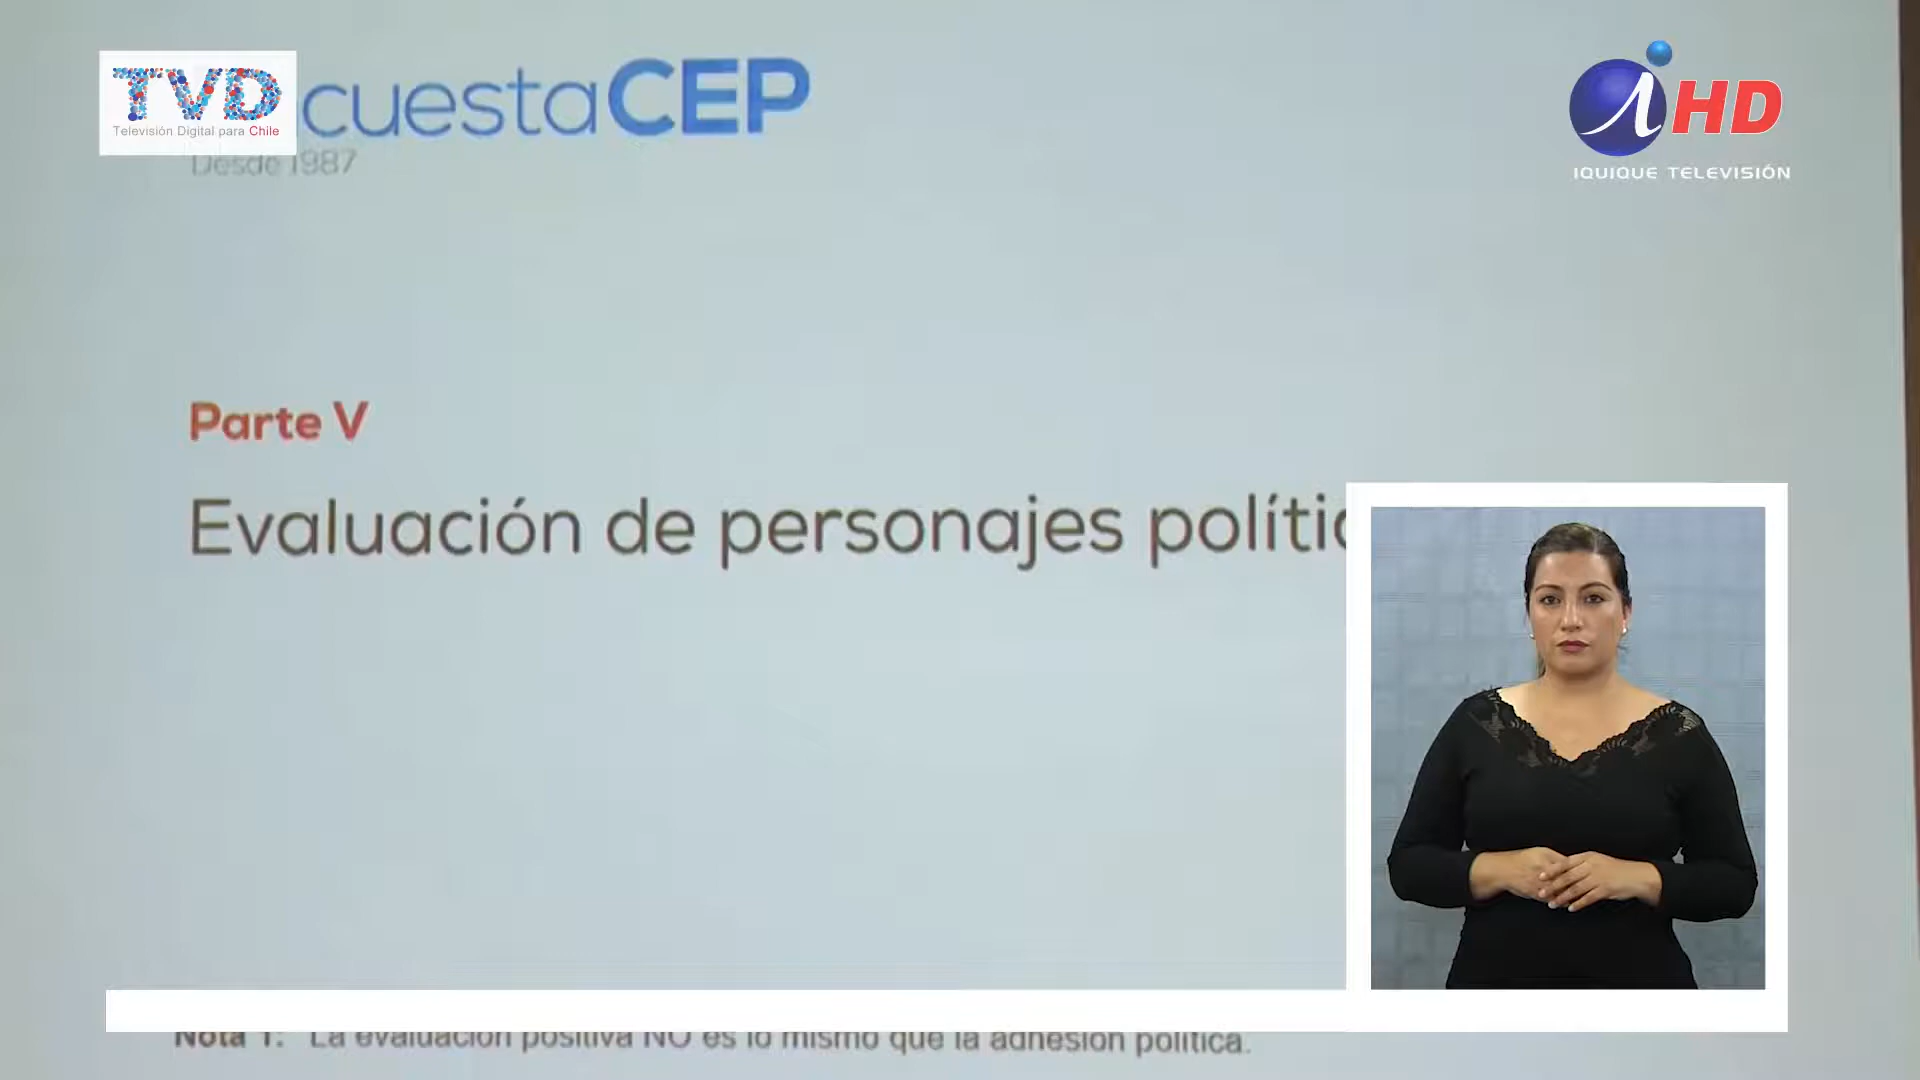 TVD
Televisión Digital para Chile
cuestaCEP
Desde 1987
HD
IQUIQUE TELEVISIÓN
Parte V
Evaluación de personajes polític
Nota 1: La evaluación positiva NO es lo mismo que la adhesión política.